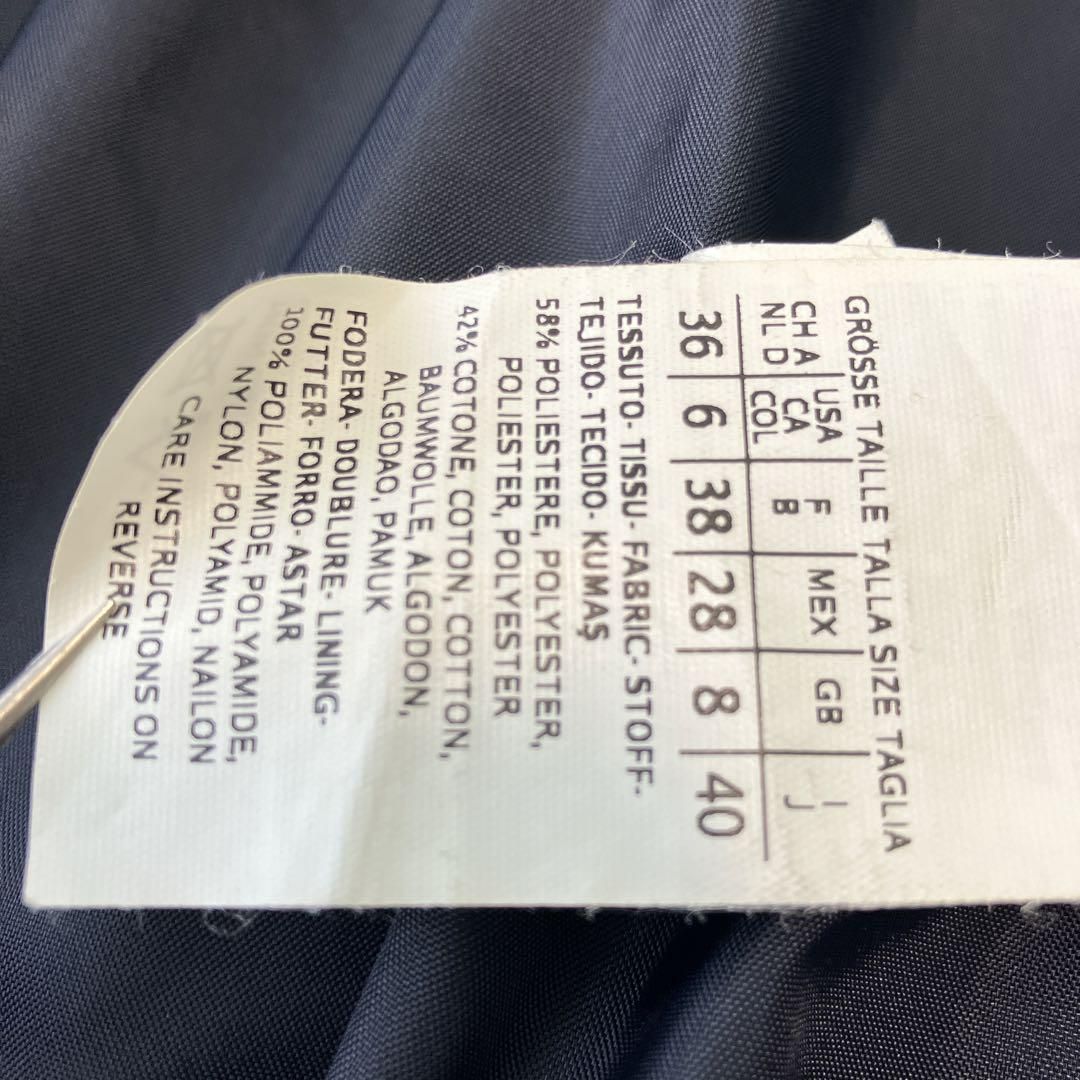 GRÖSSE TAILLE TALLA SIZE TAGLIA
CH A USA F MEX GB I
NL D CA B J
COL
36 6 38 28 8 40
TESSUTO- TISSU- FABRIC- STOFF-
TEJIDO- TECIDO- KUMAŞ
58% POLIESTERE, POLYESTER,
POLIESTER, POLYESTER
42% COTONE, COTON, COTTON,
BAUMWOLLE, ALGODON,
ALGODAO, PAMUK
FODERA- DOUBLURE- LINING-
FUTTER- FORRO- ASTAR
100% POLIAMMIDE, POLYAMIDE,
NYLON, POLYAMID, NAILON
CARE INSTRUCTIONS ON
REVERSE